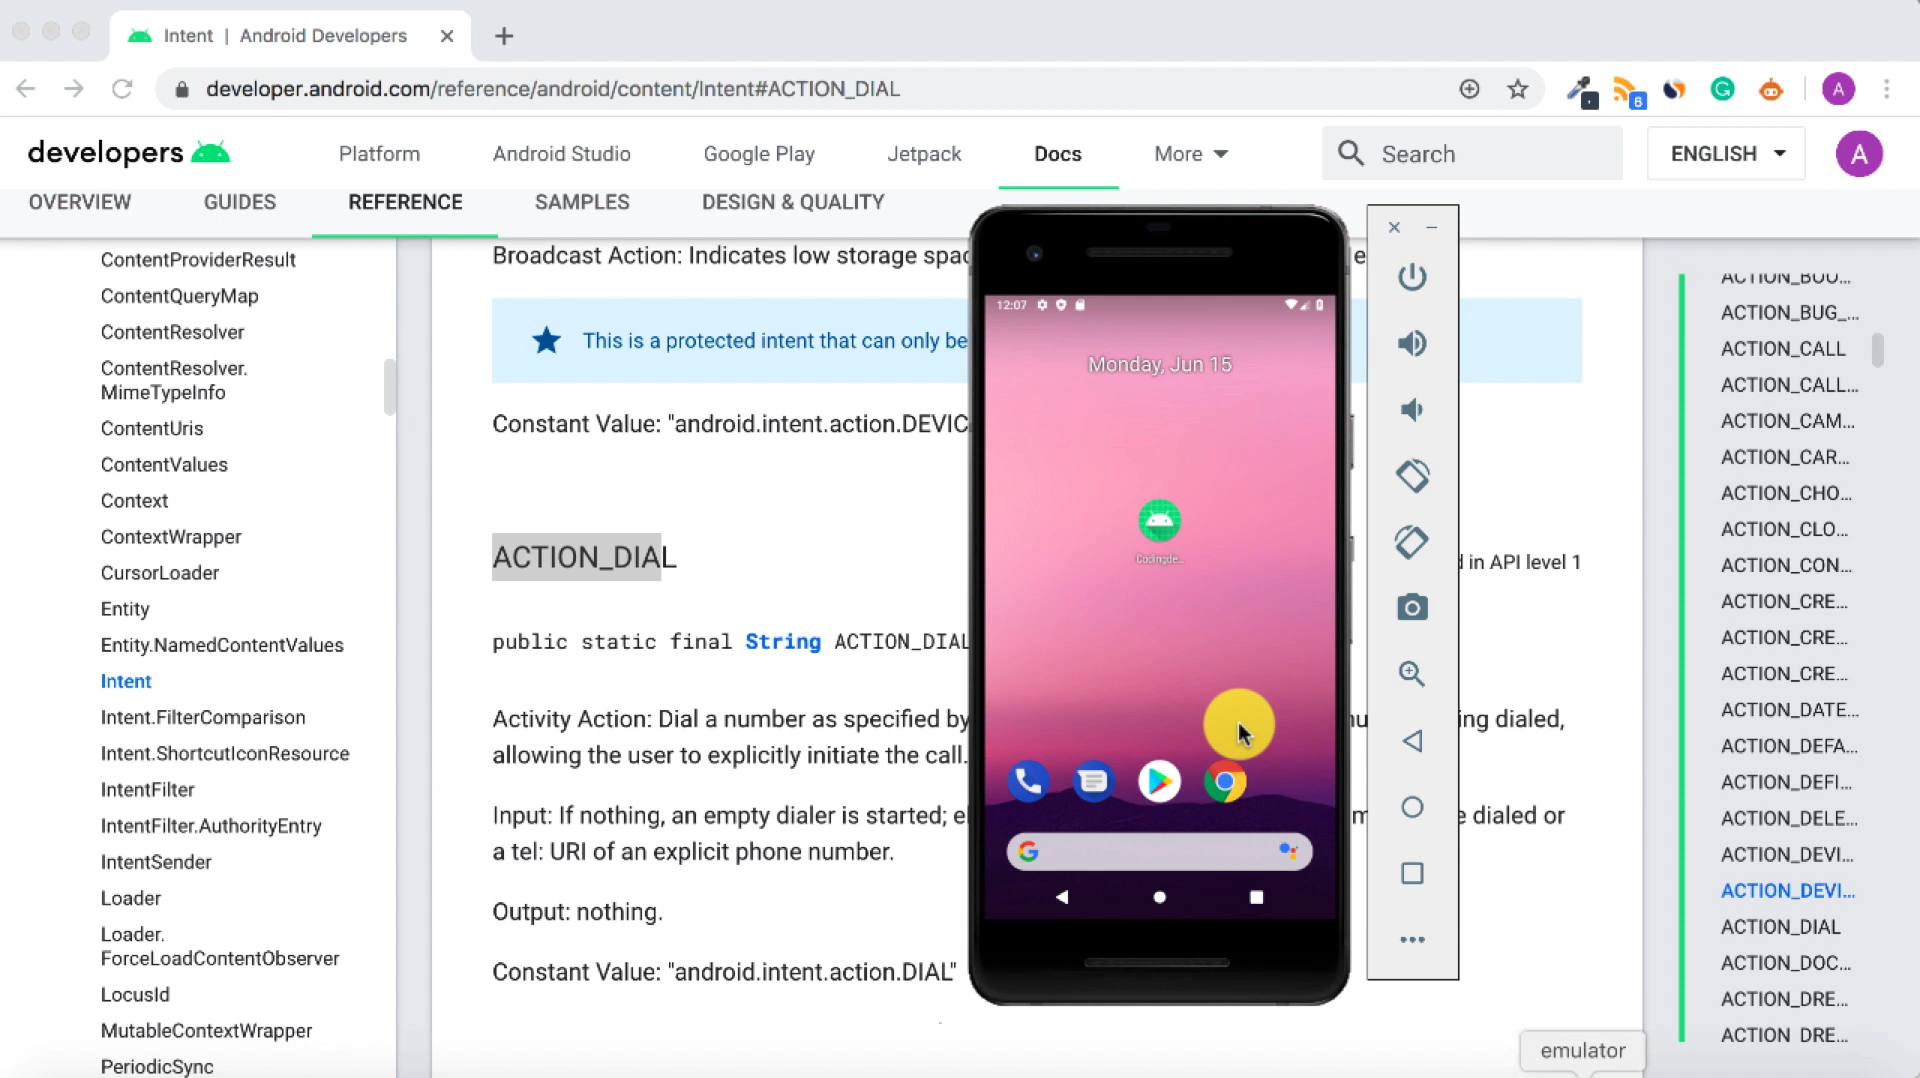 Intent | Android Developers
developer.android.com/reference/android/content/Intent#ACTION_DIAL
6
A
developers
Platform
Android Studio
Google Play
Jetpack
Docs
More
Search
ENGLISH
A
OVERVIEW
GUIDES
REFERENCE
SAMPLES
DESIGN & QUALITY
ContentProviderResult
ContentQueryMap
ContentResolver
ContentResolver.
MimeTypeInfo
ContentUris
ContentValues
Context
ContextWrapper
CursorLoader
Entity
Entity.NamedContentValues
Intent
Intent.FilterComparison
Intent.ShortcutIconResource
IntentFilter
IntentFilter.AuthorityEntry
IntentSender
Loader
Loader.
ForceLoadContentObserver
LocusId
MutableContextWrapper
PeriodicSync
Broadcast Action: Indicates low storage spac e
This is a protected intent that can only be
Constant Value: "android.intent.action.DEVIC
ACTION_DIAL
d in API level 1
public static final String ACTION_DIAL
Activity Action: Dial a number as specified by nu ing dialed,
allowing the user to explicitly initiate the call.
Input: If nothing, an empty dialer is started; el m e dialed or
a tel: URI of an explicit phone number.
Output: nothing.
Constant Value: "android.intent.action.DIAL"
12:07
Monday, Jun 15
Codingde...
ACTION_BOO...
ACTION_BUG_...
ACTION_CALL
ACTION_CALL...
ACTION_CAM...
ACTION_CAR...
ACTION_CHO...
ACTION_CLO...
ACTION_CON...
ACTION_CRE...
ACTION_CRE...
ACTION_CRE...
ACTION_DATE...
ACTION_DEFA...
ACTION_DEFI...
ACTION_DELE...
ACTION_DEVI...
ACTION_DEVI...
ACTION_DIAL
ACTION_DOC...
ACTION_DRE...
ACTION_DRE...
emulator